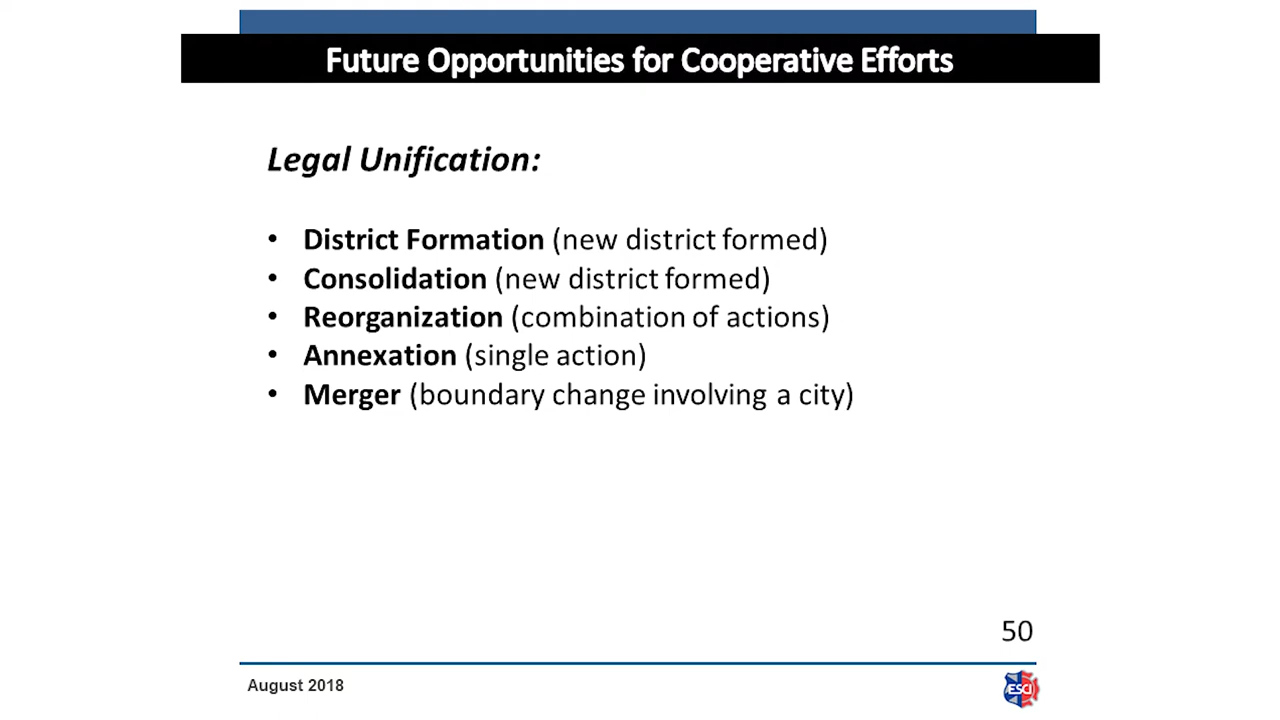 Future Opportunities for Cooperative Efforts
Legal Unification:
• District Formation (new district formed)
• Consolidation (new district formed)
• Reorganization (combination of actions)
• Annexation (single action)
• Merger (boundary change involving a city)
50
August 2018
ESCI